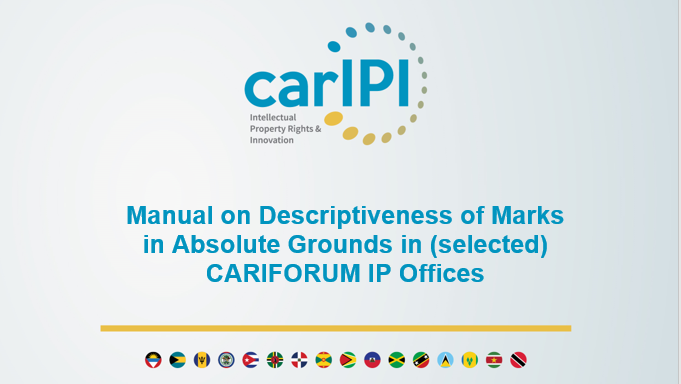 carIPI
Intellectual
Property Rights &
Innovation
Manual on Descriptiveness of Marks
in Absolute Grounds in (selected)
CARIFORUM IP Offices